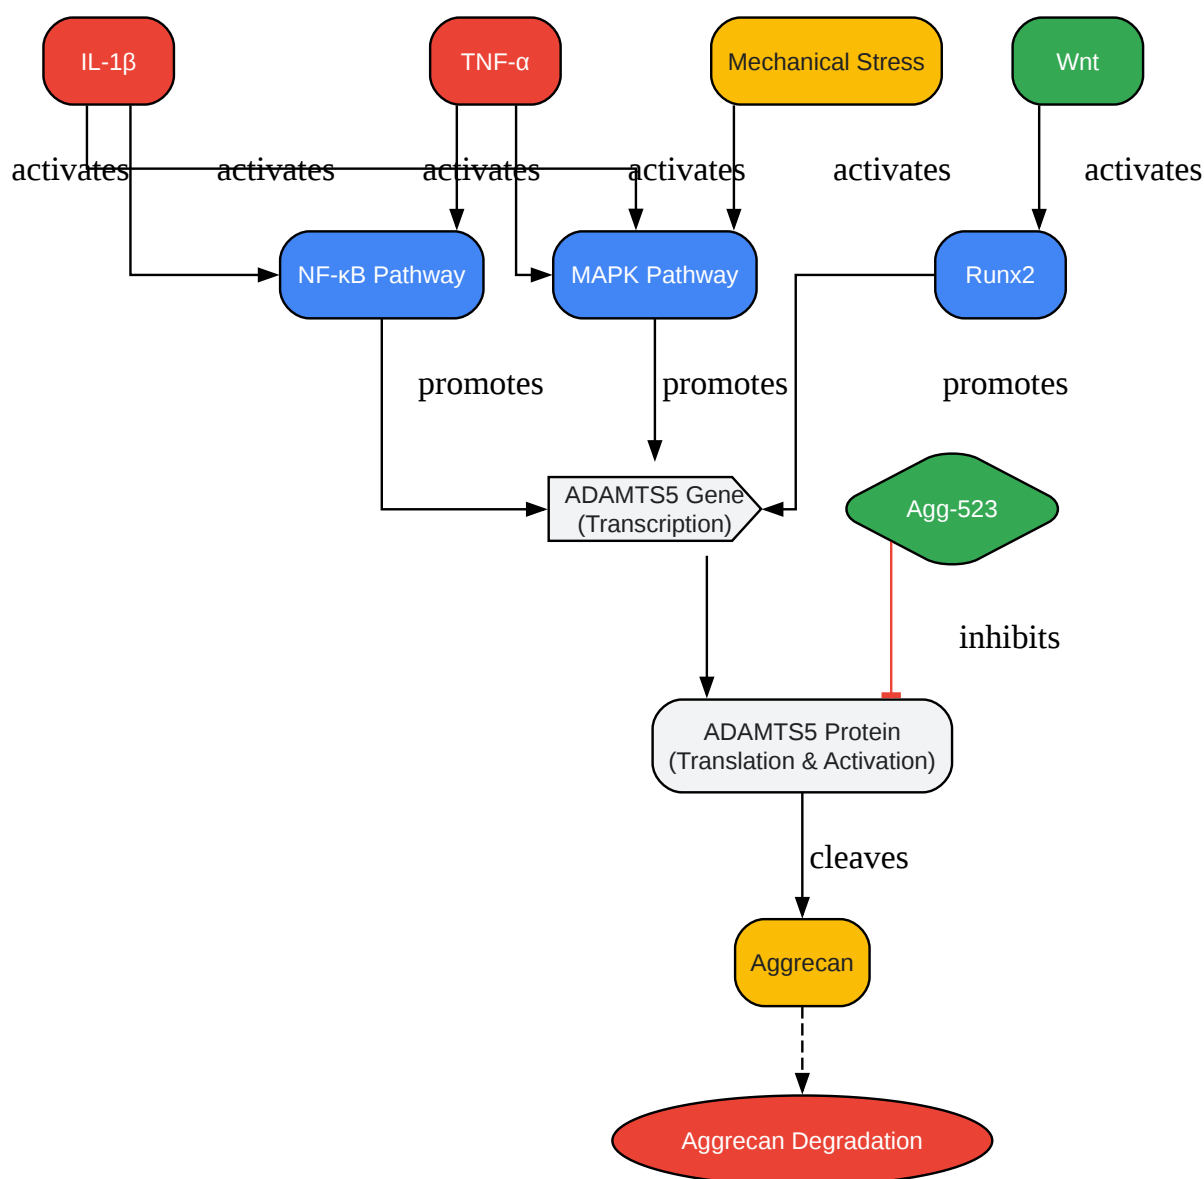 IL-1β
TNF-α
Mechanical Stress
Wnt
activates
activates
activates
activates
activates
activates
NF-κB Pathway
MAPK Pathway
Runx2
promotes
promotes
promotes
ADAMTS5 Gene
(Transcription)
Agg-523
inhibits
ADAMTS5 Protein
(Translation & Activation)
cleaves
Aggrecan
Aggrecan Degradation